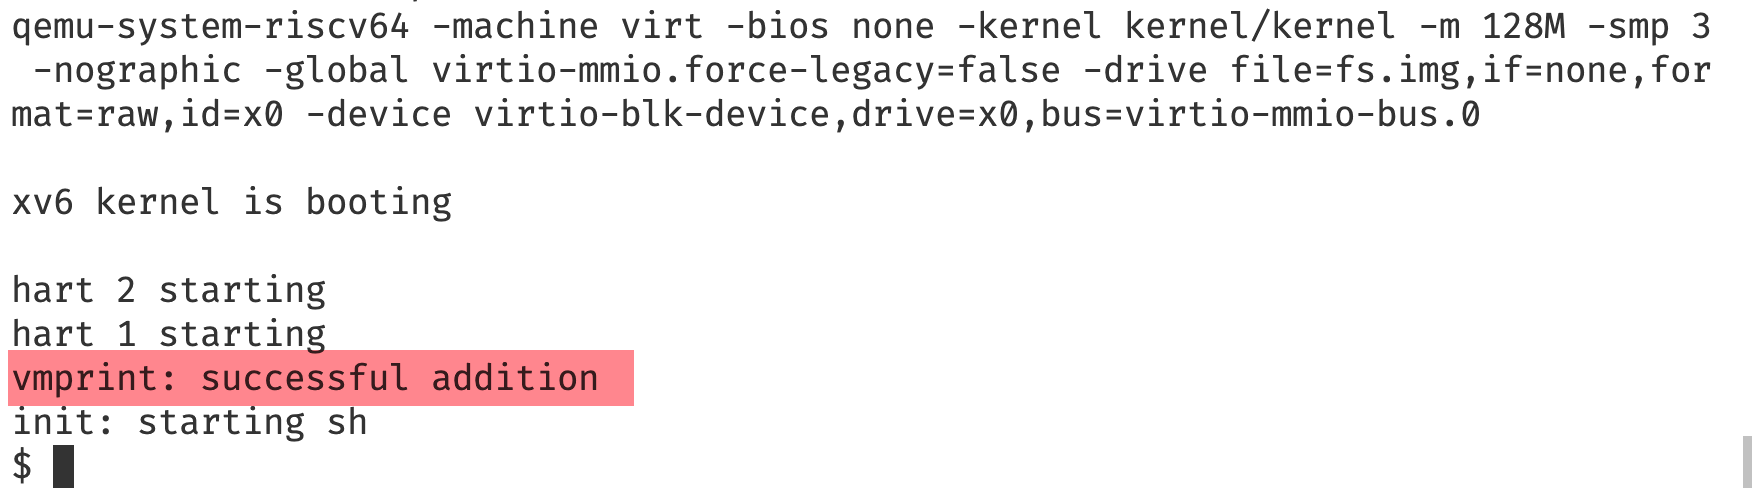 qemu-system-riscv64 -machine virt -bios none -kernel kernel/kernel -m 128M -smp 3
 -nographic -global virtio-mmio.force-legacy=false -drive file=fs.img,if=none,for
mat=raw,id=x0 -device virtio-blk-device,drive=x0,bus=virtio-mmio-bus.0

xv6 kernel is booting

hart 2 starting
hart 1 starting
vmprint: successful addition
init: starting sh
$